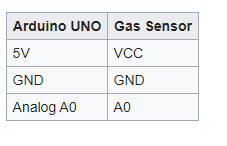 Arduino UNO Gas Sensor
5V VCC
GND GND
Analog A0 A0